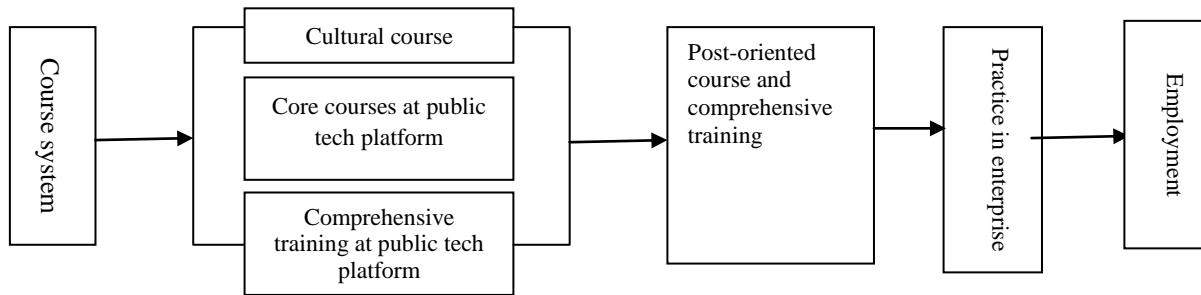 Course system
Cultural course
Core courses at public
tech platform
Comprehensive
training at public tech
platform
Post-oriented
course and
comprehensive
training
Practice in enterprise
Employment